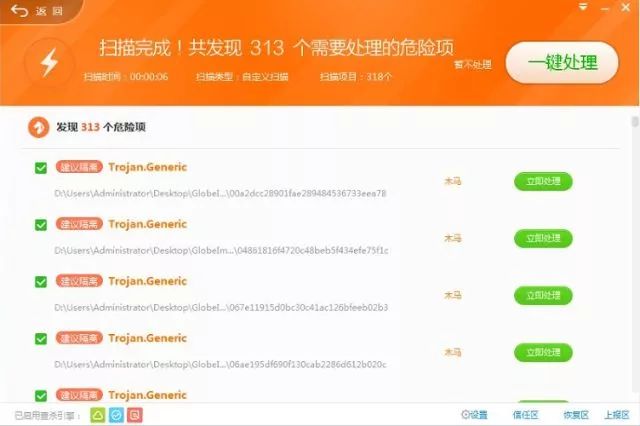 返回
扫描完成！共发现 313 个需要处理的危险项
暂不处理
一键处理
扫描时间：00:00:06 扫描类型：自定义扫描 扫描项目：318个
发现 313 个危险项
建议隔离 Trojan.Generic
D:\Users\Administrator\Desktop\GlobeI...\00a2dcc28901fae289484536733eea78
木马
立即处理
建议隔离 Trojan.Generic
D:\Users\Administrator\Desktop\GlobeIm...\04861816f4720c48beb5f434efe75f1c
木马
立即处理
建议隔离 Trojan.Generic
D:\Users\Administrator\Desktop\GlobeI...\067e11915d0bc30c41ac126bfeeb02b3
木马
立即处理
建议隔离 Trojan.Generic
D:\Users\Administrator\Desktop\GlobeI...\06ae195df690f130cab2286d612b020c
木马
立即处理
建议隔离 Trojan.Generic
已启用查杀引擎：
设置 信任区 恢复区 上报区